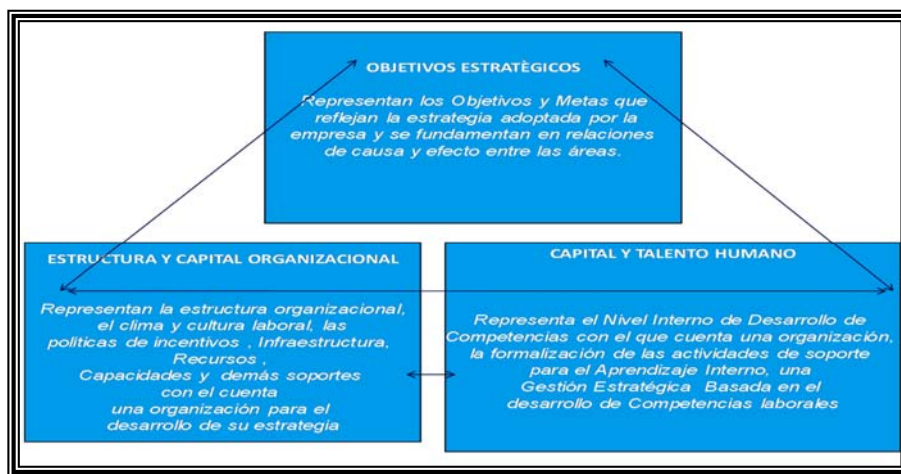 OBJETIVOS ESTRATÈGICOS
Representan los Objetivos y Metas que
reflejan la estrategia adoptada por la
empresa y se fundamentan en relaciones
de causa y efecto entre las áreas.
ESTRUCTURA Y CAPITAL ORGANIZACIONAL
Representan la estructura organizacional,
el clima y cultura laboral, las
políticas de incentivos , Infraestructura,
Recursos ,
Capacidades y demás soportes
con el cuenta
una organización para el
desarrollo de su estrategia
CAPITAL Y TALENTO HUMANO
Representa el Nivel Interno de Desarrollo de
Competencias con el que cuenta una organización,
la formalización de las actividades de soporte
para el Aprendizaje Interno, una
Gestión Estratégica Basada en el
desarrollo de Competencias laborales